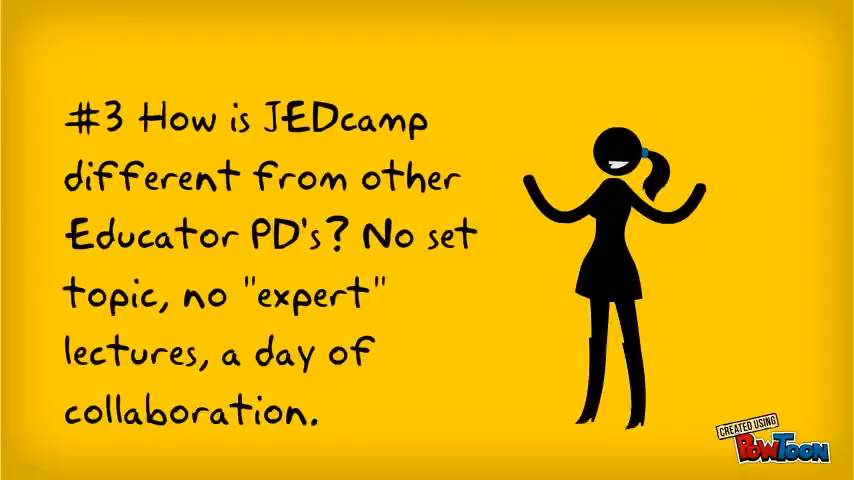 #3 How is JEDcamp
different from other
Educator PD's? No set
topic, no "expert"
lectures, a day of
collaboration.
CREATED USING
POWTOON